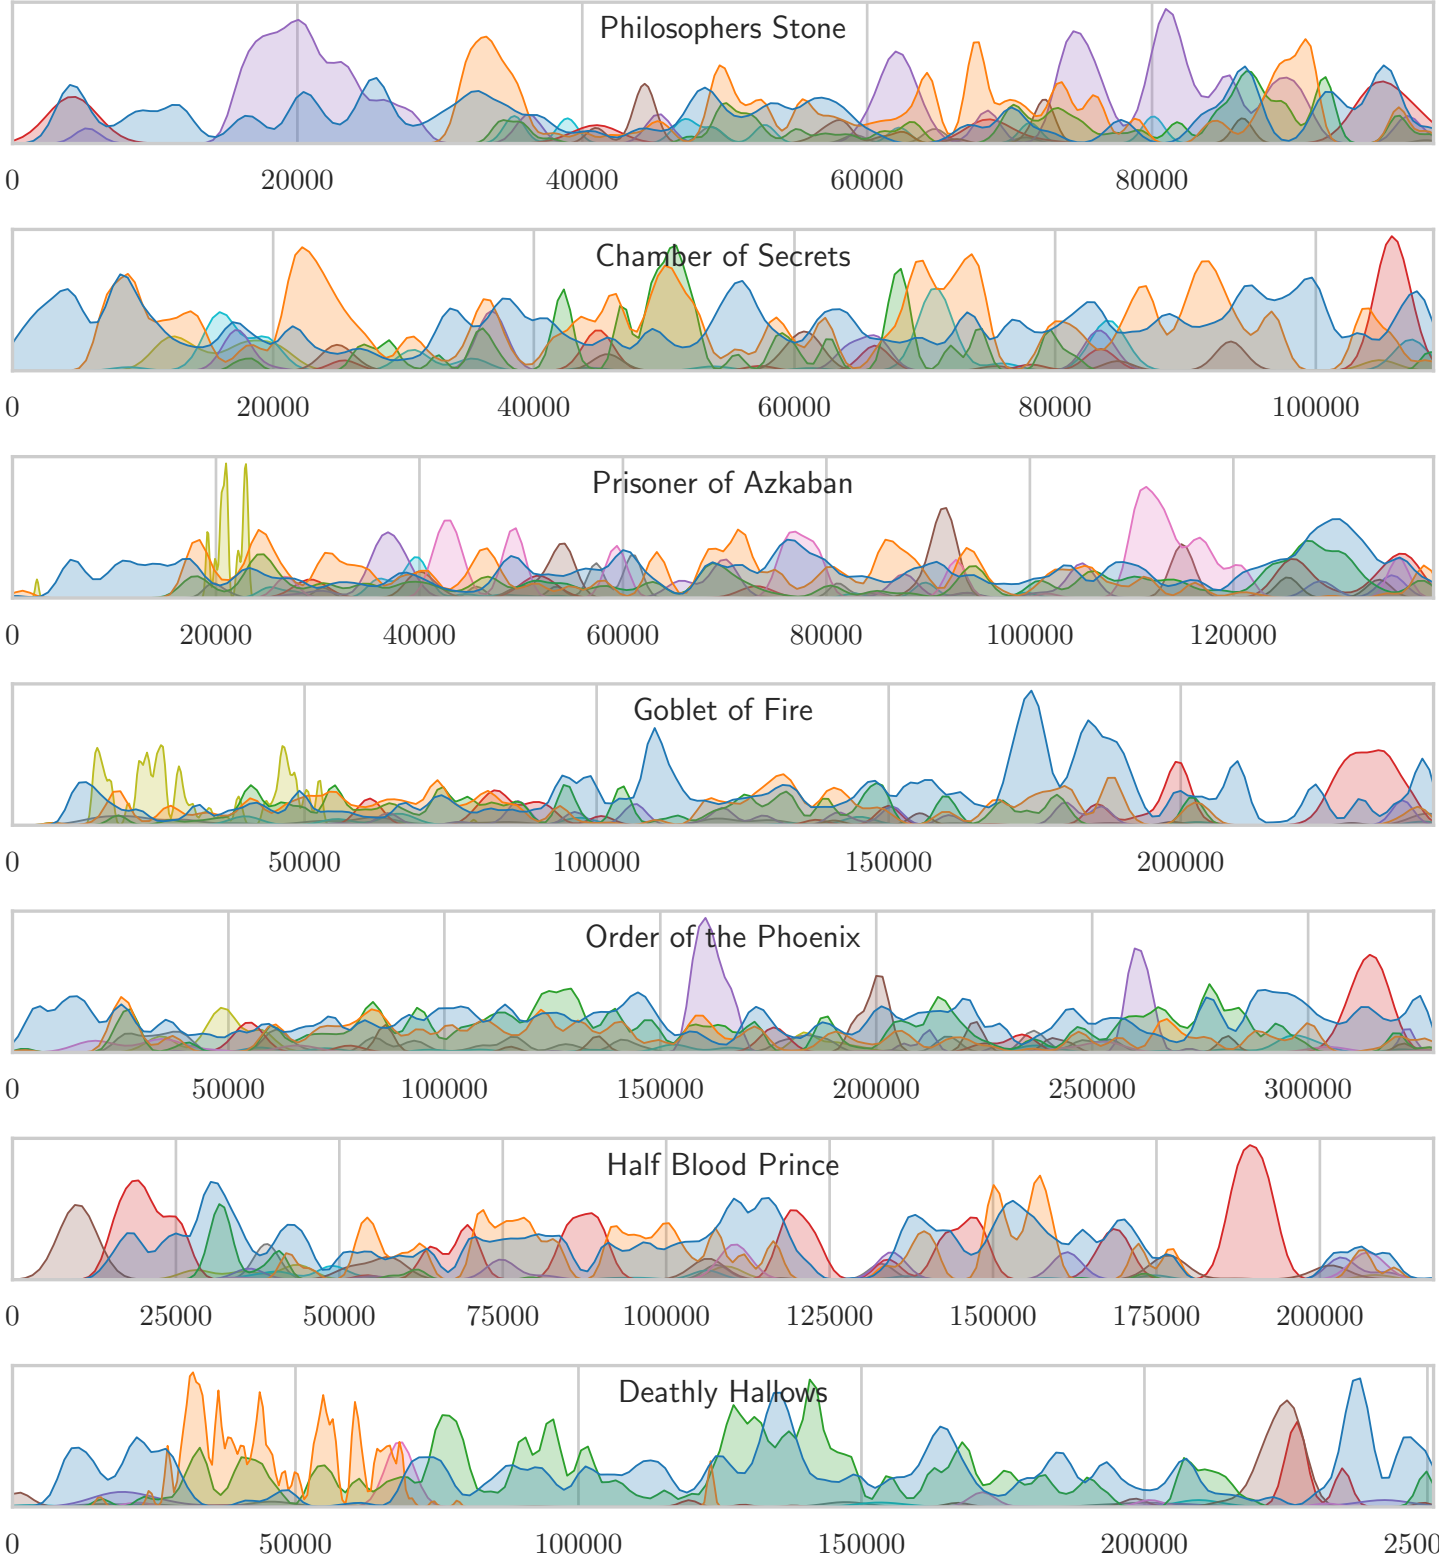 Philosophers Stone
0 20000 40000 60000 80000
Chamber of Secrets
0 20000 40000 60000 80000 100000
Prisoner of Azkaban
0 20000 40000 60000 80000 100000 120000
Goblet of Fire
0 50000 100000 150000 200000
Order of the Phoenix
0 50000 100000 150000 200000 250000 300000
Half Blood Prince
0 25000 50000 75000 100000 125000 150000 175000 200000
Deathly Hallows
0 50000 100000 150000 200000 2500